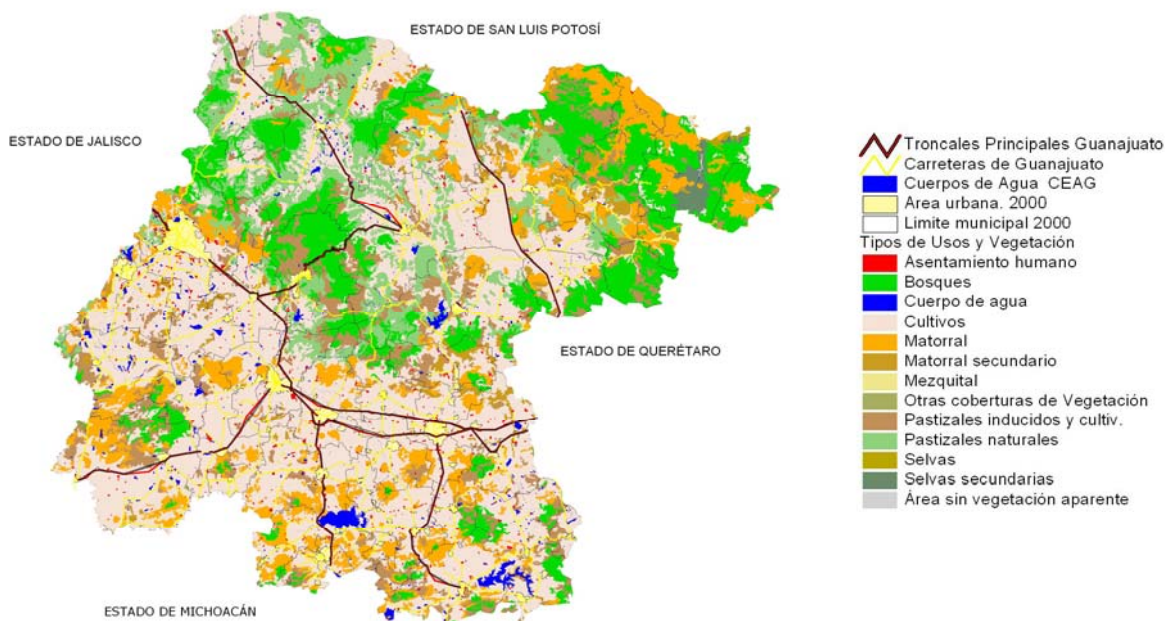 ESTADO DE SAN LUIS POTOSÍ
ESTADO DE JALISCO
ESTADO DE QUERÉTARO
ESTADO DE MICHOACÁN
Troncales Principales Guanajuato
Carreteras de Guanajuato
Cuerpos de Agua CEAG
Area urbana. 2000
Limite municipal 2000
Tipos de Usos y Vegetación
Asentamiento humano
Bosques
Cuerpo de agua
Cultivos
Matorral
Matorral secundario
Mezquital
Otras coberturas de Vegetación
Pastizales inducidos y cultiv.
Pastizales naturales
Selvas
Selvas secundarias
Área sin vegetación aparente